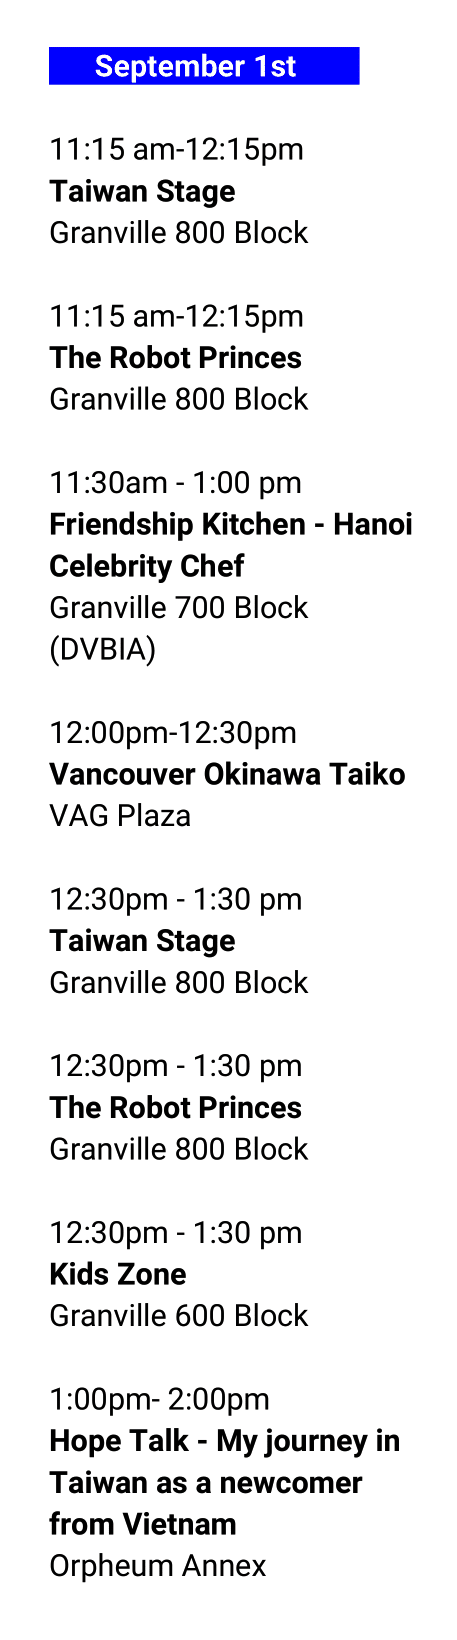 September 1st
11:15 am-12:15pm
Taiwan Stage
Granville 800 Block
11:15 am-12:15pm
The Robot Princes
Granville 800 Block
11:30am - 1:00 pm
Friendship Kitchen - Hanoi
Celebrity Chef
Granville 700 Block
(DVBIA)
12:00pm-12:30pm
Vancouver Okinawa Taiko
VAG Plaza
12:30pm - 1:30 pm
Taiwan Stage
Granville 800 Block
12:30pm - 1:30 pm
The Robot Princes
Granville 800 Block
12:30pm - 1:30 pm
Kids Zone
Granville 600 Block
1:00pm- 2:00pm
Hope Talk - My journey in
Taiwan as a newcomer
from Vietnam
Orpheum Annex